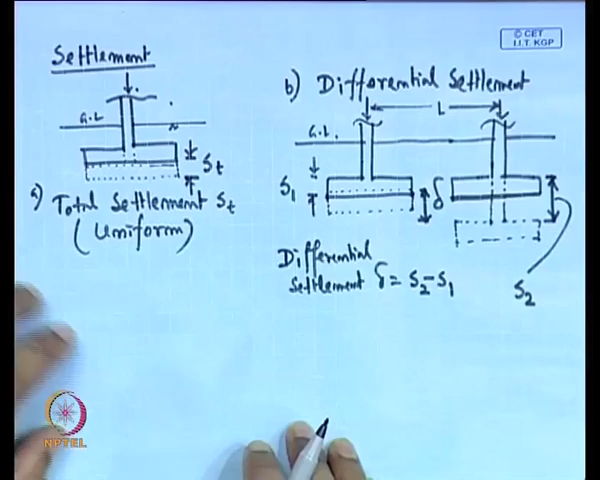 © CET
I.I.T. KGP
Settlement
G.L
St
a) Total Settlement St
(Uniform)
b) Differential Settlement
L
G.L.
S1
δ
S2
Differential
Settlement δ = S2-S1
NPTEL